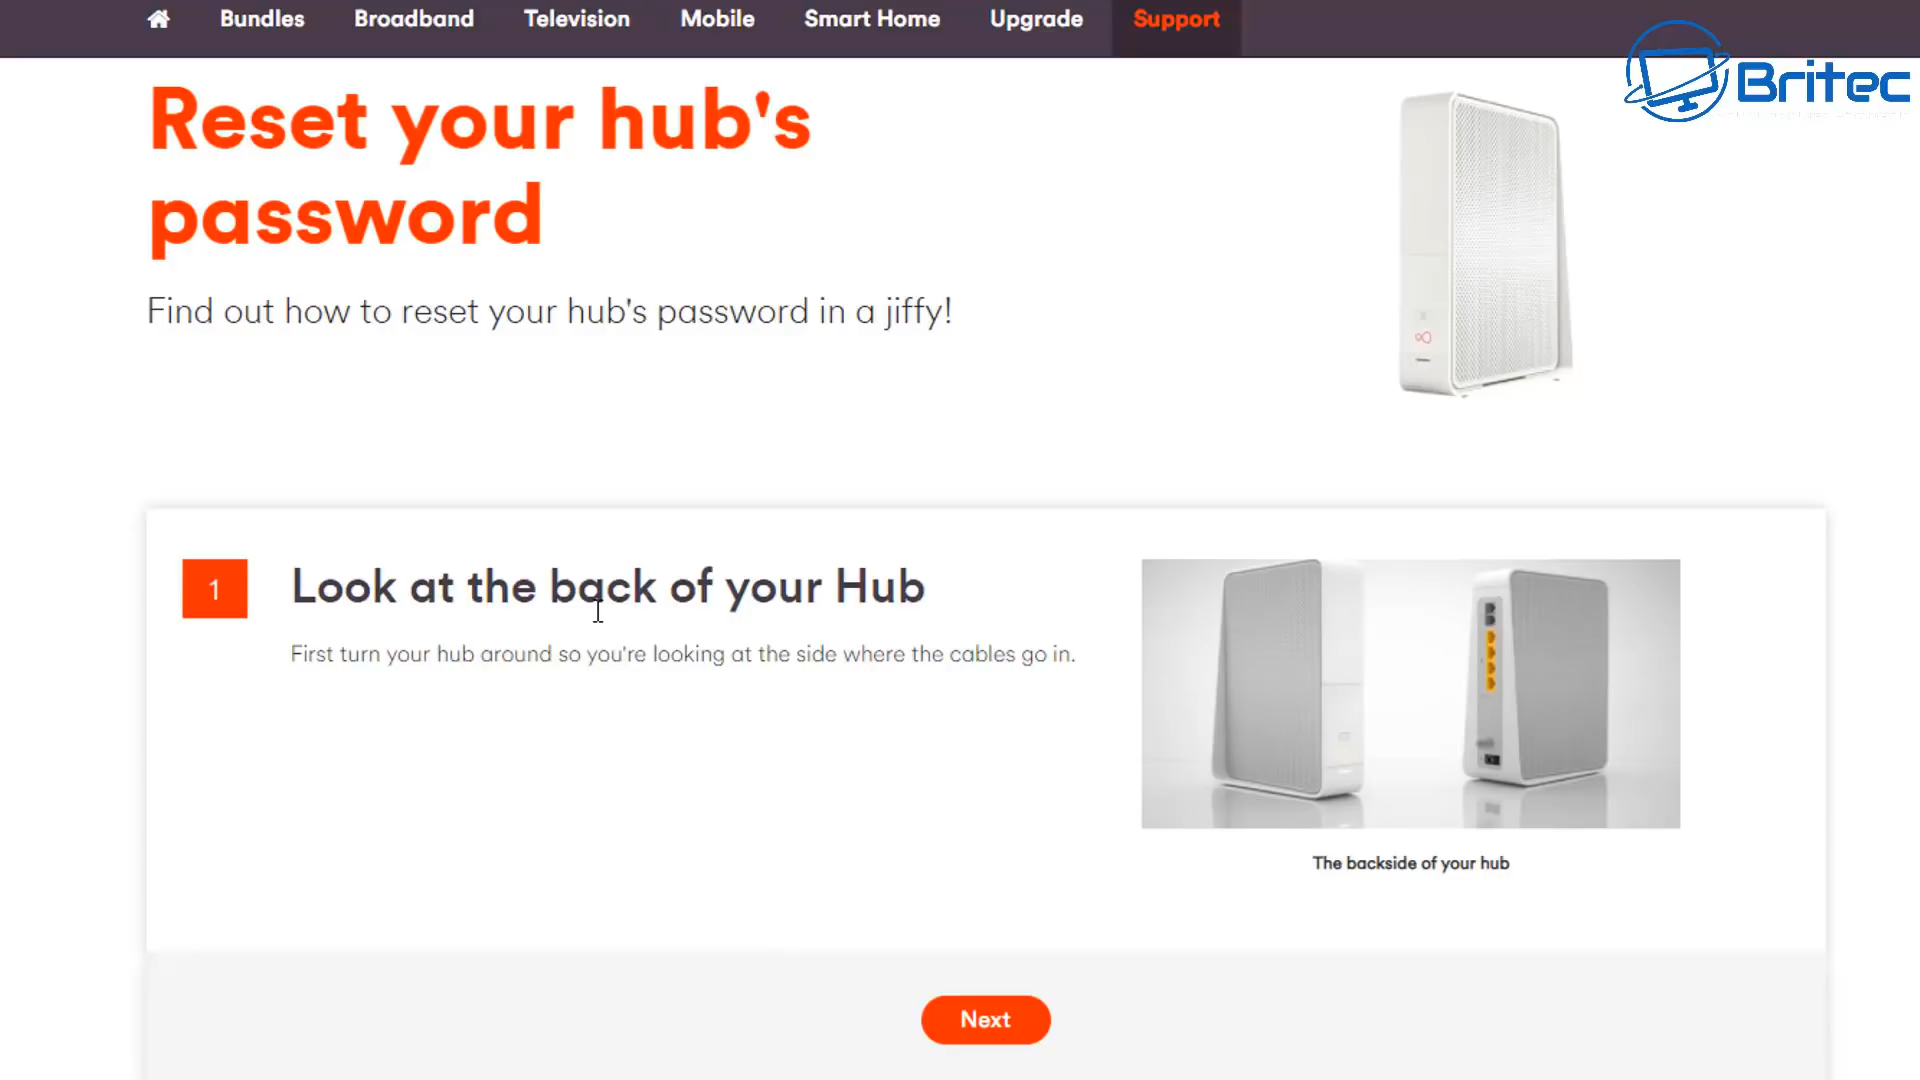 Bundles Broadband Television Mobile Smart Home Upgrade Support
Britec
Reset your hub's
password
Find out how to reset your hub's password in a jiffy!
1
Look at the back of your Hub
First turn your hub around so you're looking at the side where the cables go in.
The backside of your hub
Next